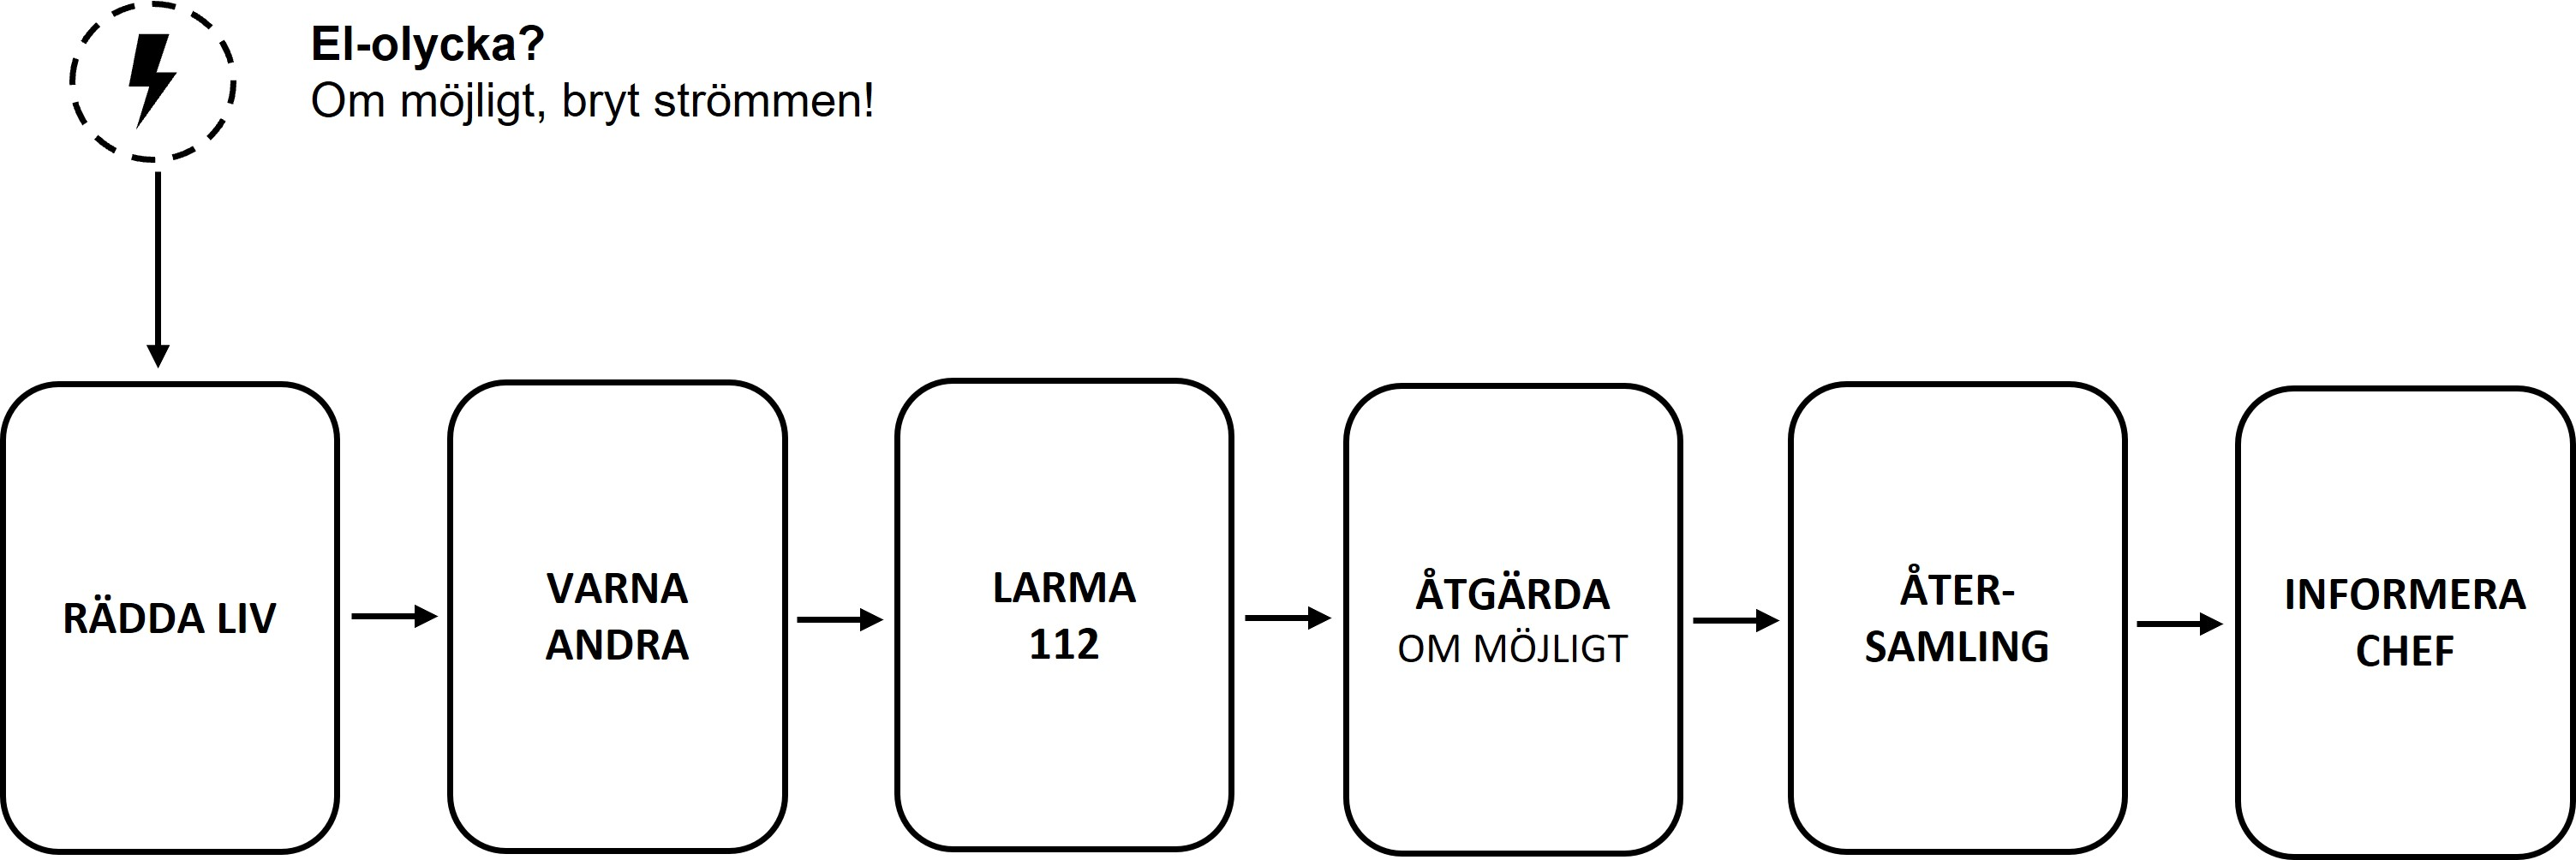 El-olycka?
Om möjligt, bryt strömmen!
RÄDDA LIV
VARNA
ANDRA
LARMA
112
ÅTGÄRDA
OM MÖJLIGT
ÅTER-
SAMLING
INFORMERA
CHEF